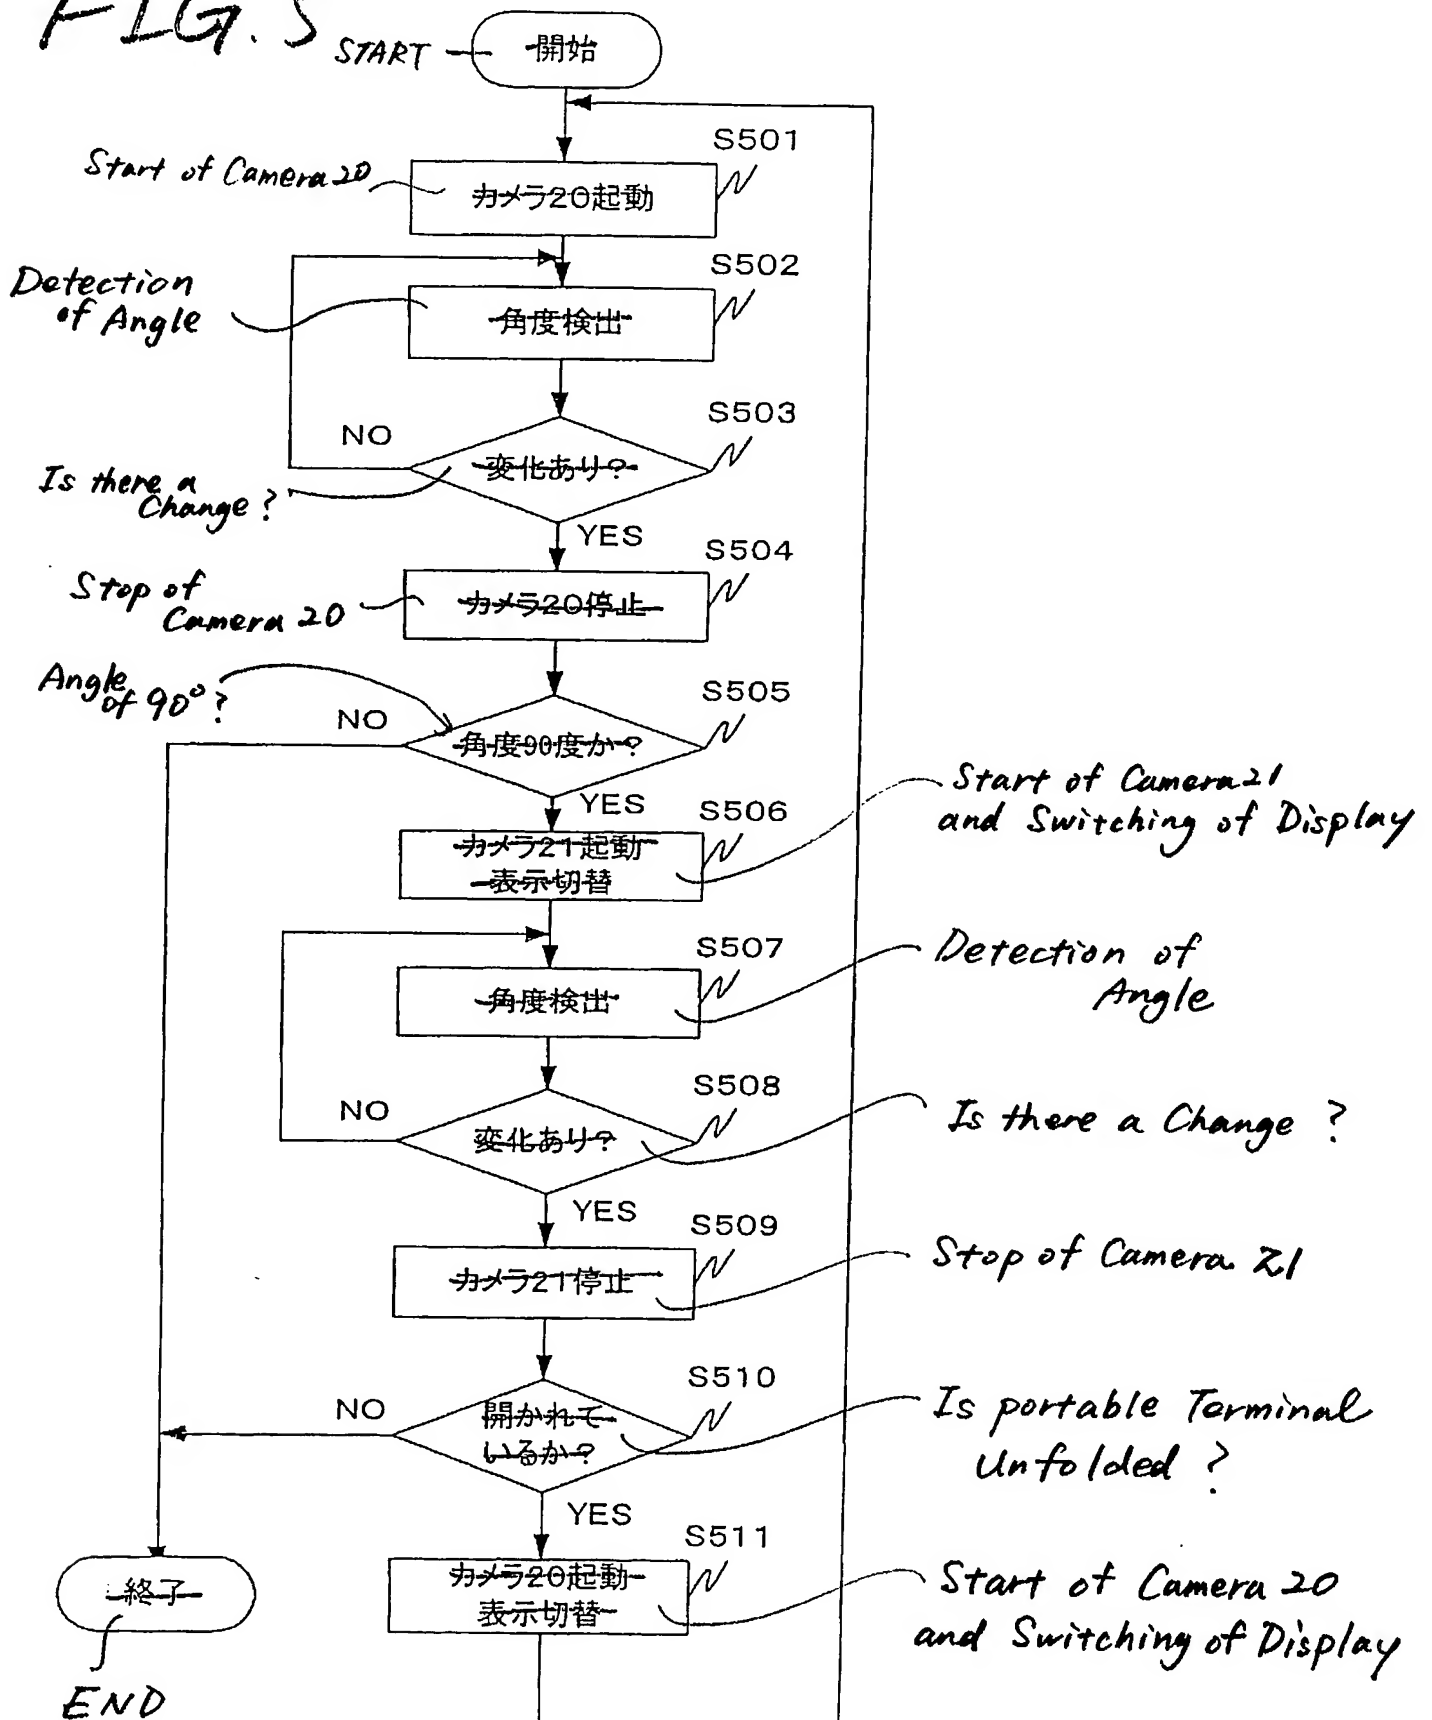 FIG. 5
START
開始
S501
Start of Camera 20
カメラ20起動
S502
Detection
of Angle
角度検出
S503
NO
変化あり?
Is there a
Change ?
YES
S504
Stop of
Camera 20
カメラ20停止
Angle
of 90° ?
S505
NO
角度90度か?
YES
S506
Start of Camera 21
and Switching of Display
カメラ21起動
表示切替
S507
Detection of
Angle
角度検出
S508
NO
変化あり?
Is there a Change ?
YES
S509
カメラ21停止
Stop of Camera 21
S510
NO
開かれて
いるか?
Is portable Terminal
Unfolded ?
YES
S511
カメラ20起動
表示切替
Start of Camera 20
and Switching of Display
終了
END